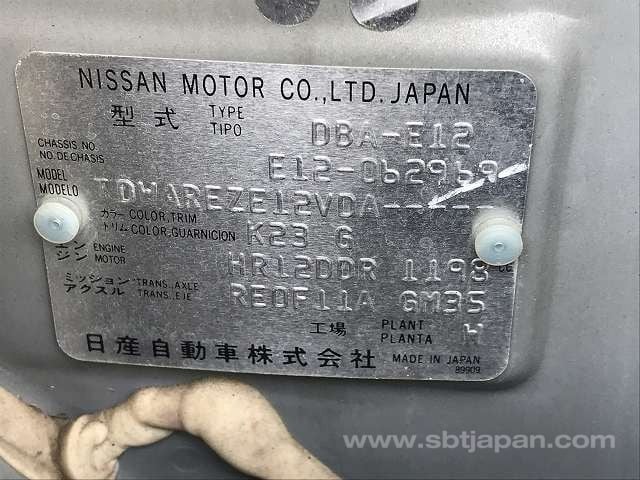 NISSAN MOTOR CO.,LTD. JAPAN
型式 TYPE TIPO DBA-E12
CHASSIS NO. NO. DE CHASIS E12-062969
MODEL MODELO TDWAREZE12VDA-----
カラー トリム COLOR,TRIM COLOR,GUARNICION K23 G
エンジン ENGINE MOTOR HR12DDR 1198 cc
ミッション アクスル TRANS.,AXLE TRANS.,EJE RE0F11A GM35
工場 PLANT PLANTA H
日産自動車株式会社 MADE IN JAPAN
89909
www.sbtjapan.com